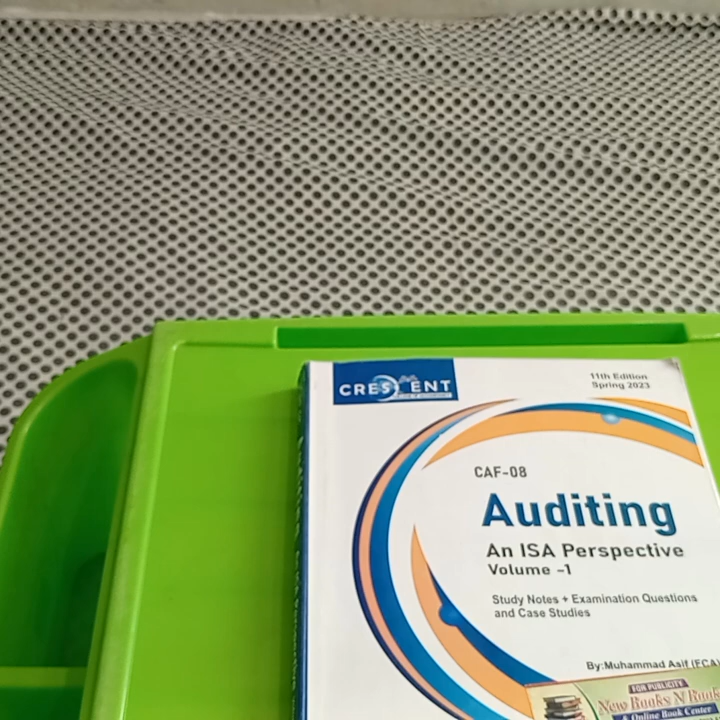 CRESCENT
11th Edition
Spring 2023
CAF-08
Auditing
An ISA Perspective
Volume -1
Study Notes + Examination Questions
and Case Studies
By:Muhammad Asif (FCA)
FOR PUBLICITY
New Books N Book
Online Book Center